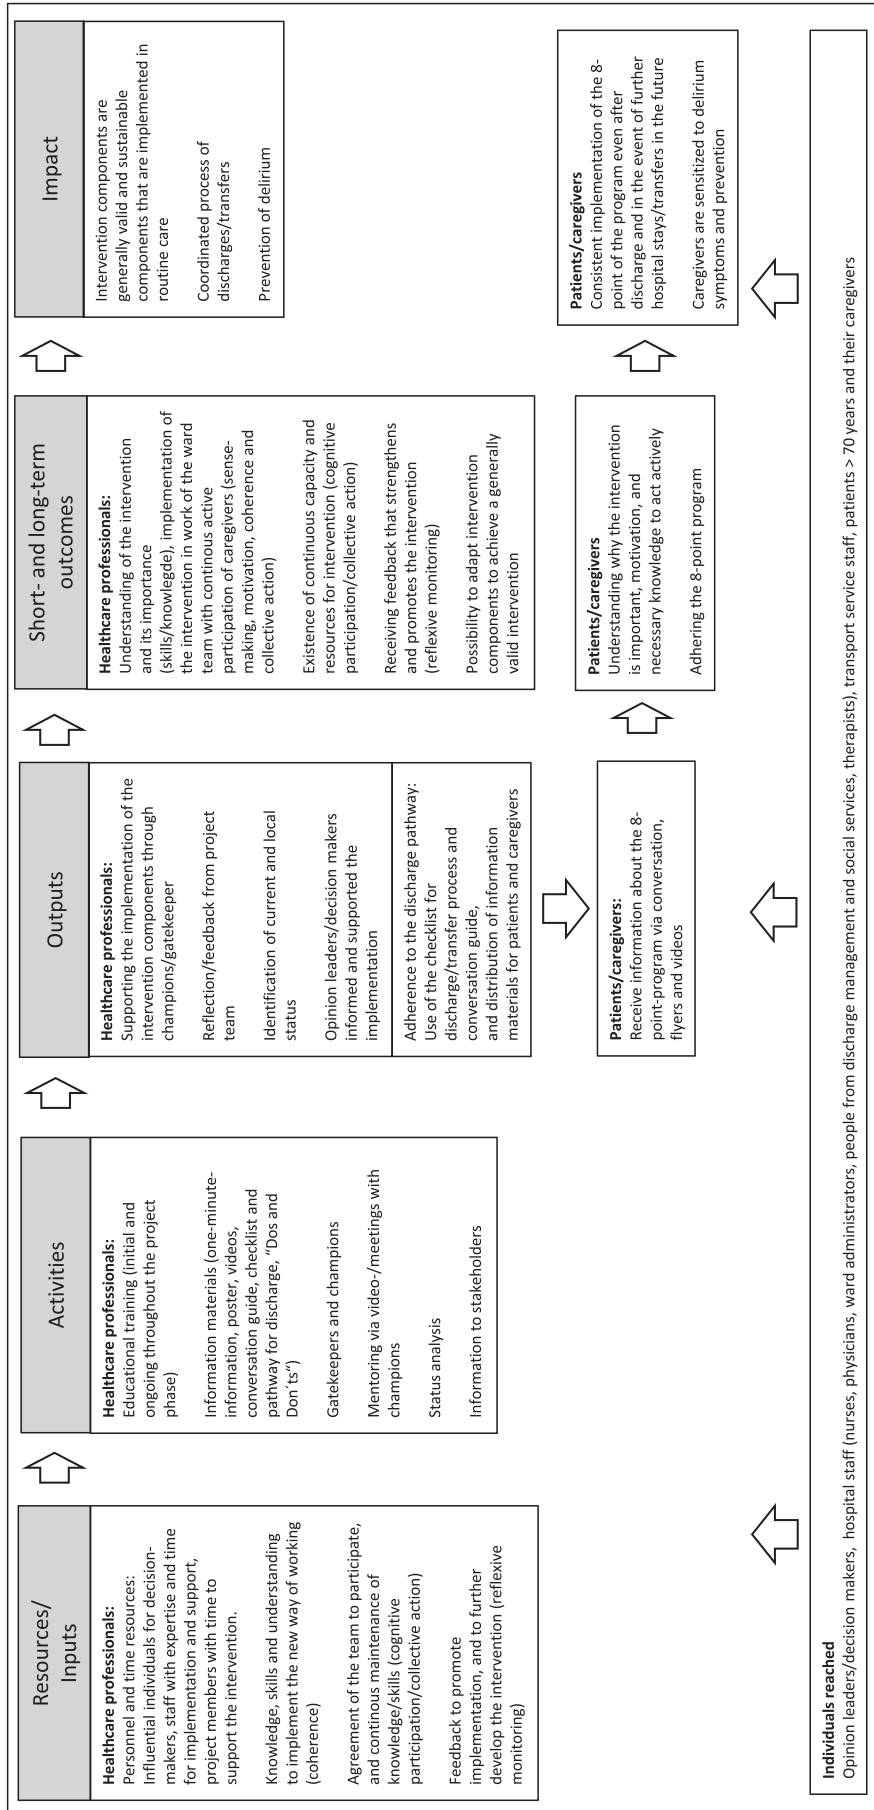 Resources/
Inputs
Healthcare professionals:
Personnel and time resources:
Influential individuals for decision-
makers, staff with expertise and time
for implementation and support,
project members with time to
support the intervention.
Knowledge, skills and understanding
to implement the new way of working
(coherence)
Agreement of the team to participate,
and continous maintenance of
knowledge/skills (cognitive
participation/collective action)
Feedback to promote
implementation, and to further
develop the intervention (reflexive
monitoring)
Activities
Healthcare professionals:
Educational training (initial and
ongoing throughout the project
phase)
Information materials (one-minute-
information, poster, videos,
conversation guide, checklist and
pathway for discharge, “Dos and
Don´ts“)
Gatekeepers and champions
Mentoring via video-/meetings with
champions
Status analysis
Information to stakeholders
Outputs
Healthcare professionals:
Supporting the implementation of the
intervention components through
champions/gatekeeper
Reflection/feedback from project
team
Identification of current and local
status
Opinion leaders/decision makers
informed and supported the
implementation
Adherence to the discharge pathway:
Use of the checklist for
discharge/transfer process and
conversation guide,
and distribution of information
materials for patients and caregivers
Patients/caregivers:
Receive information about the 8-
point-program via conversation,
flyers and videos
Short- and long-term
outcomes
Healthcare professionals:
Understanding of the intervention
and its importance
(skills/knowlegde), implementation of
the intervention in work of the ward
team with continous active
participation of caregivers (sense-
making, motivation, coherence and
collective action)
Existence of continuous capacity and
resources for intervention (cognitive
participation/collective action)
Receiving feedback that strengthens
and promotes the intervention
(reflexive monitoring)
Possibility to adapt intervention
components to achieve a generally
valid intervention
Patients/caregivers
Understanding why the intervention
is important, motivation, and
necessary knowledge to act actively
Adhering the 8-point program
Impact
Intervention components are
generally valid and sustainable
components that are implemented in
routine care
Coordinated process of
discharges/transfers
Prevention of delirium
Patients/caregivers
Consistent implementation of the 8-
point of the program even after
discharge and in the event of further
hospital stays/transfers in the future
Caregivers are sensitized to delirium
symptoms and prevention
Individuals reached
Opinion leaders/decision makers, hospital staff (nurses, physicians, ward administrators, people from discharge management and social services, therapists), transport service staff, patients > 70 years and their caregivers